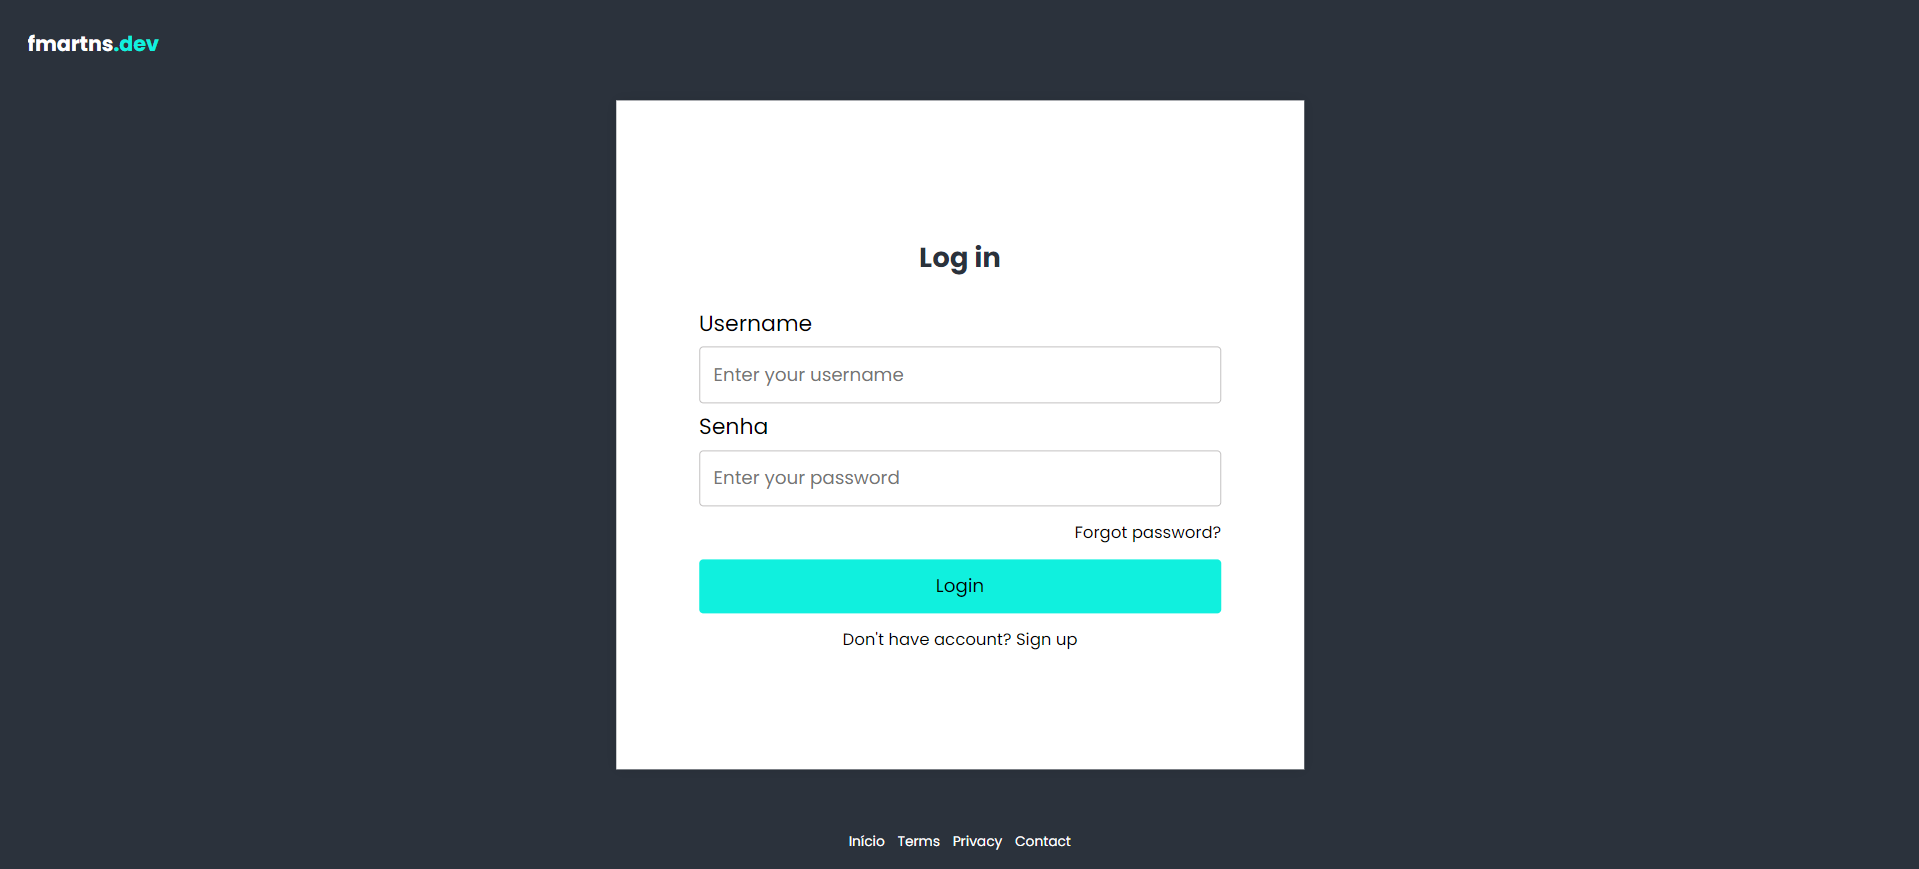 fmartns.dev
Log in
Username
Enter your username
Senha
Enter your password
Forgot password?
Login
Don't have account? Sign up
Início Terms Privacy Contact